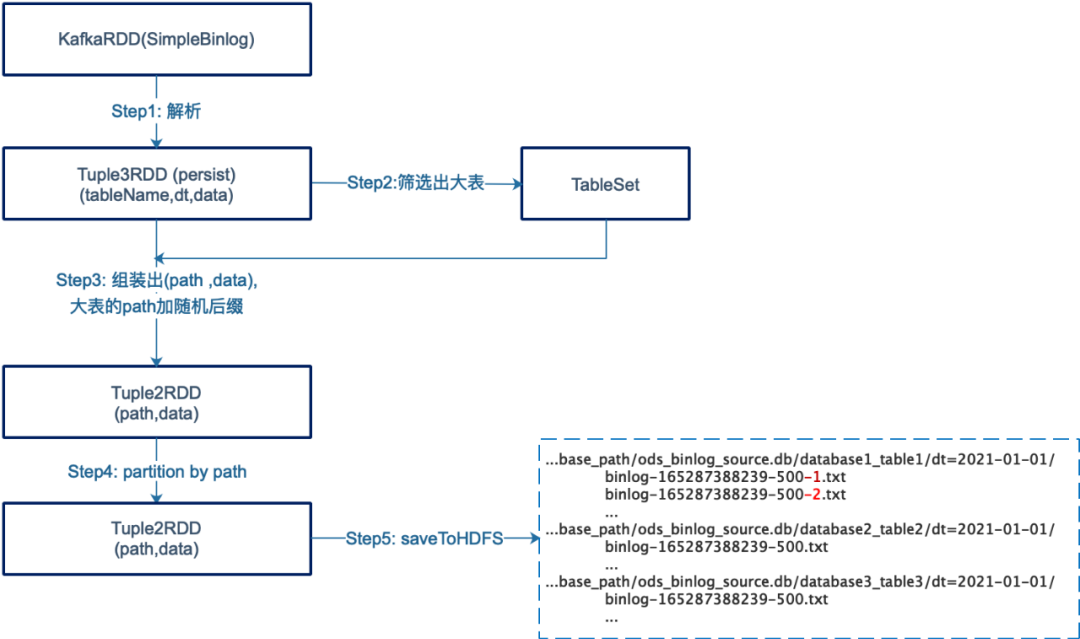 KafkaRDD(SimpleBinlog)
Step1: 解析
Tuple3RDD (persist)
(tableName,dt,data)
Step2:筛选出大表
TableSet
Step3: 组装出(path ,data),
大表的path加随机后缀
Tuple2RDD
(path,data)
Step4: partition by path
Tuple2RDD
(path,data)
Step5: saveToHDFS
...base_path/ods_binlog_source.db/database1_table1/dt=2021-01-01/
binlog-165287388239-500-1.txt
binlog-165287388239-500-2.txt
...
...base_path/ods_binlog_source.db/database2_table2/dt=2021-01-01/
binlog-165287388239-500.txt
...
...base_path/ods_binlog_source.db/database3_table3/dt=2021-01-01/
binlog-165287388239-500.txt
...